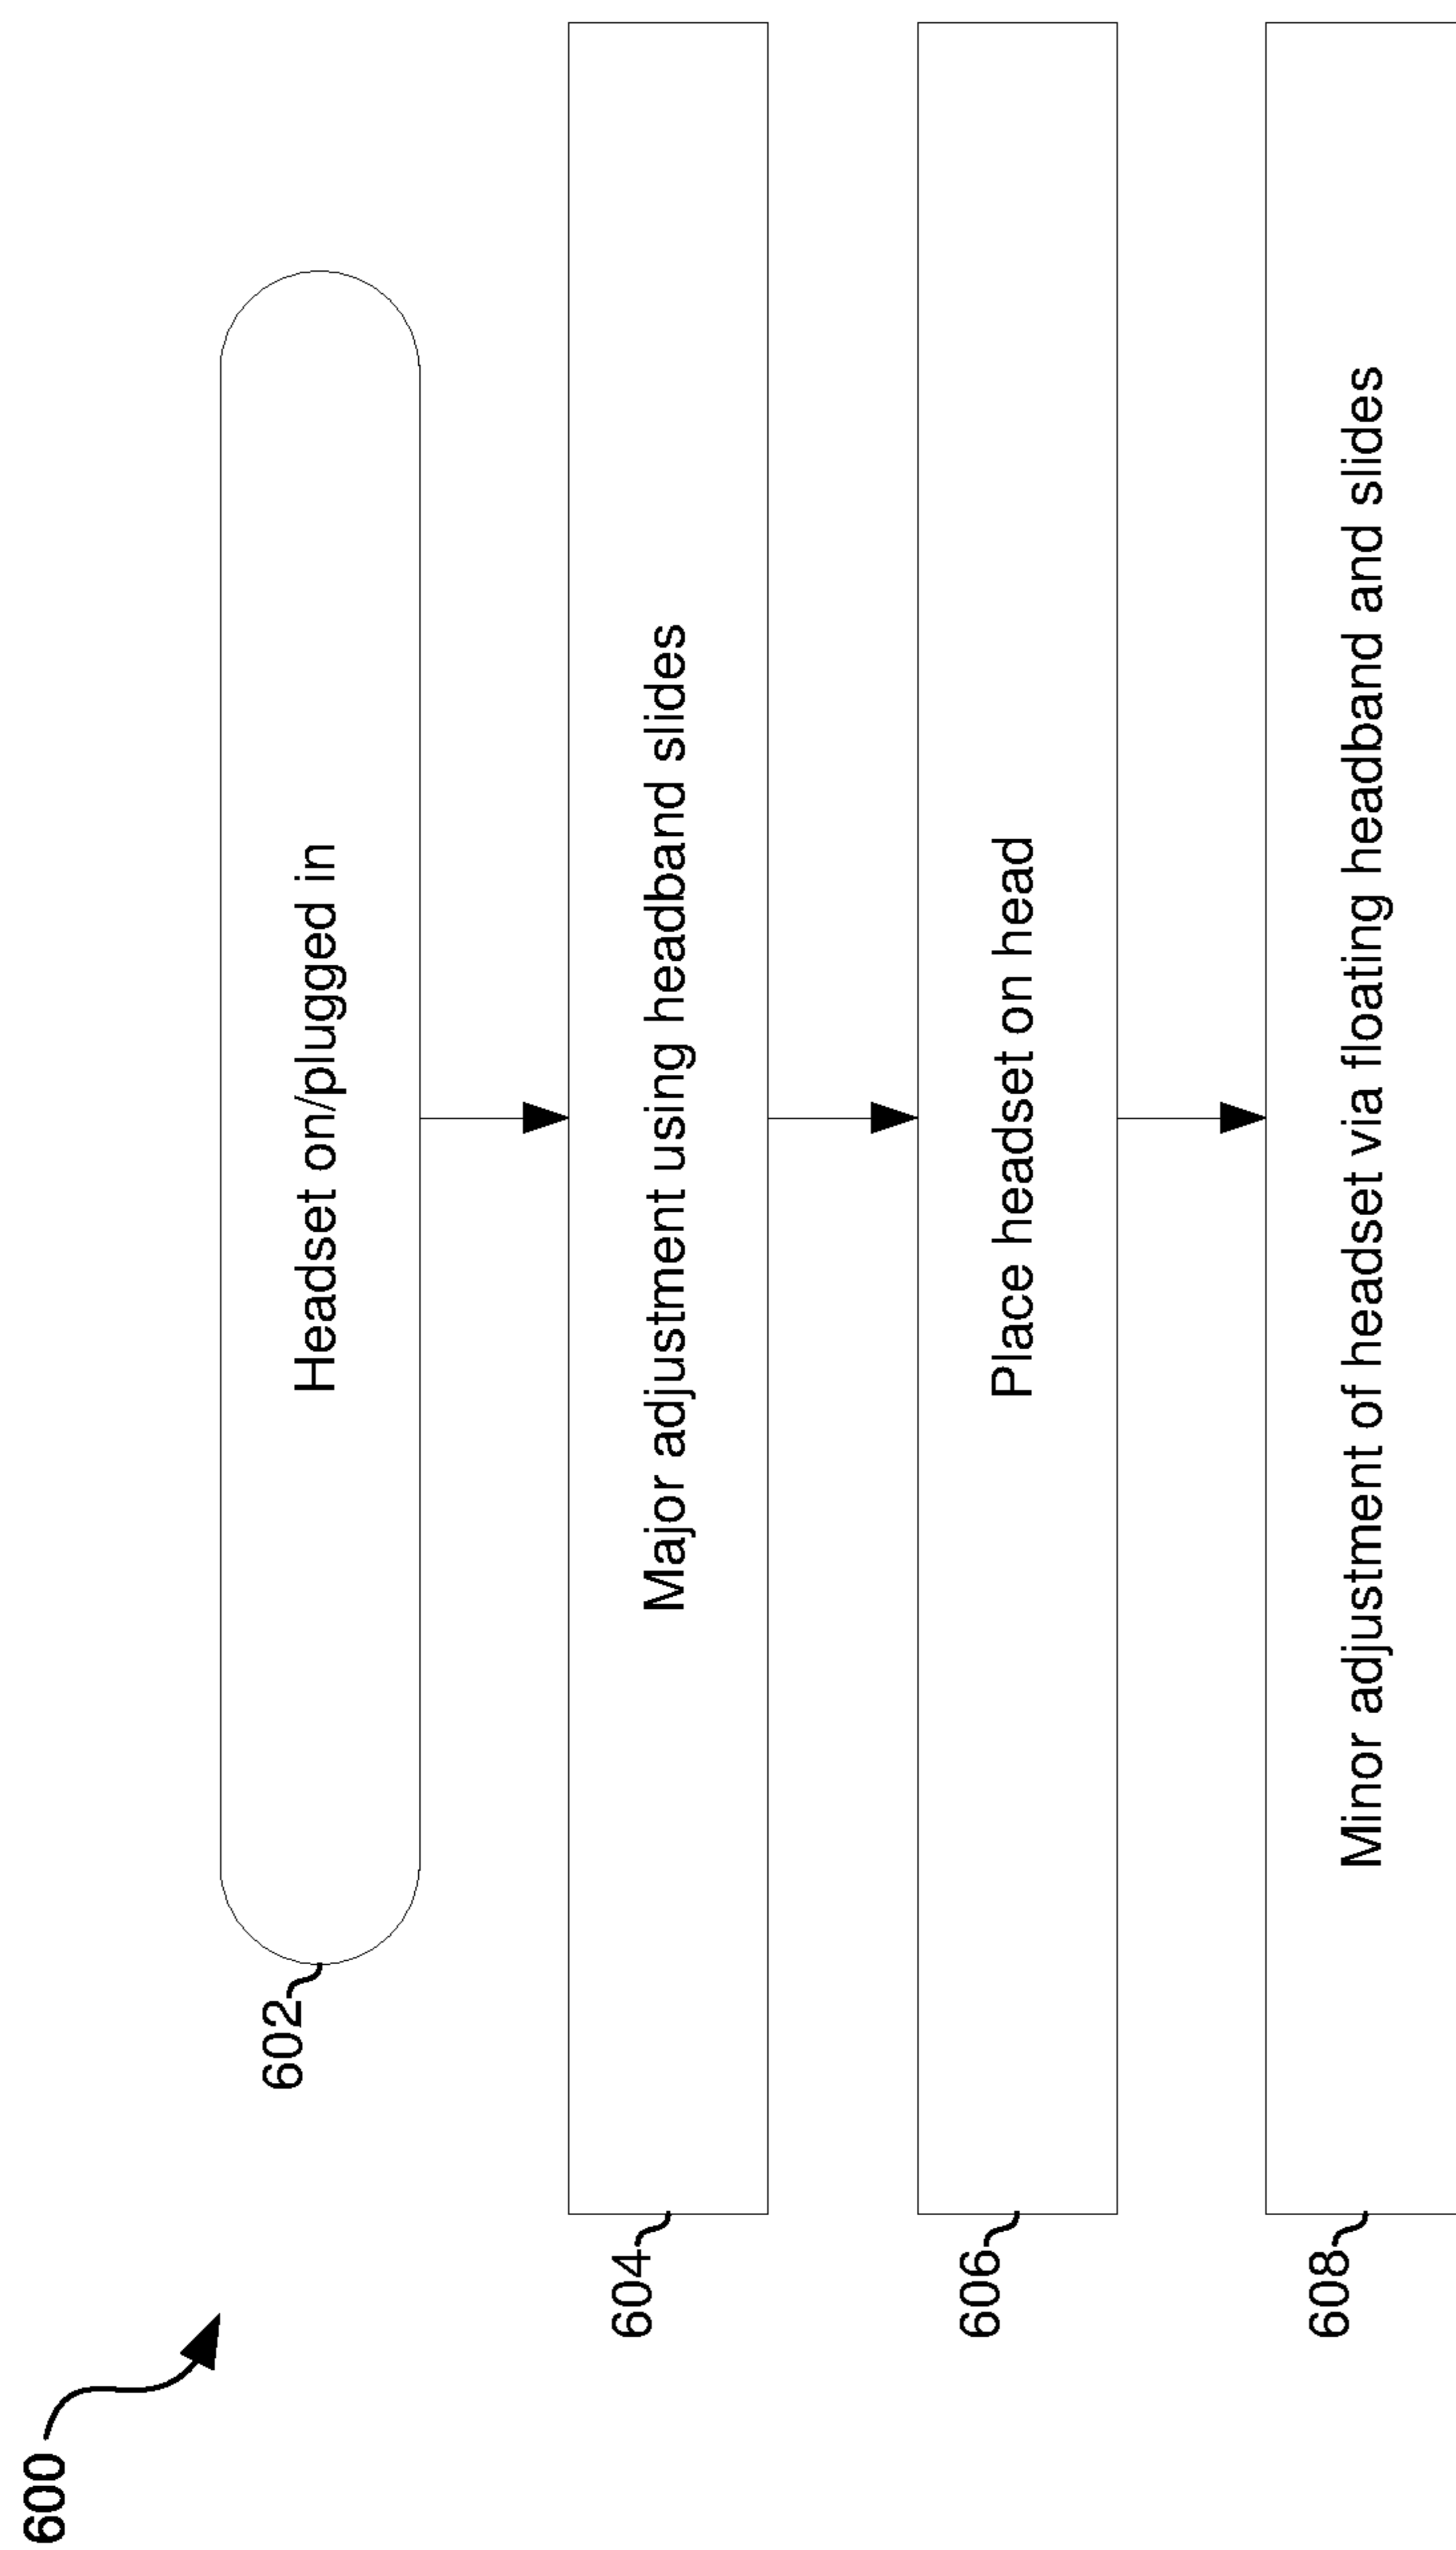 600
602
Headset on/plugged in
604
Major adjustment using headband slides
606
Place headset on head
608
Minor adjustment of headset via floating headband and slides